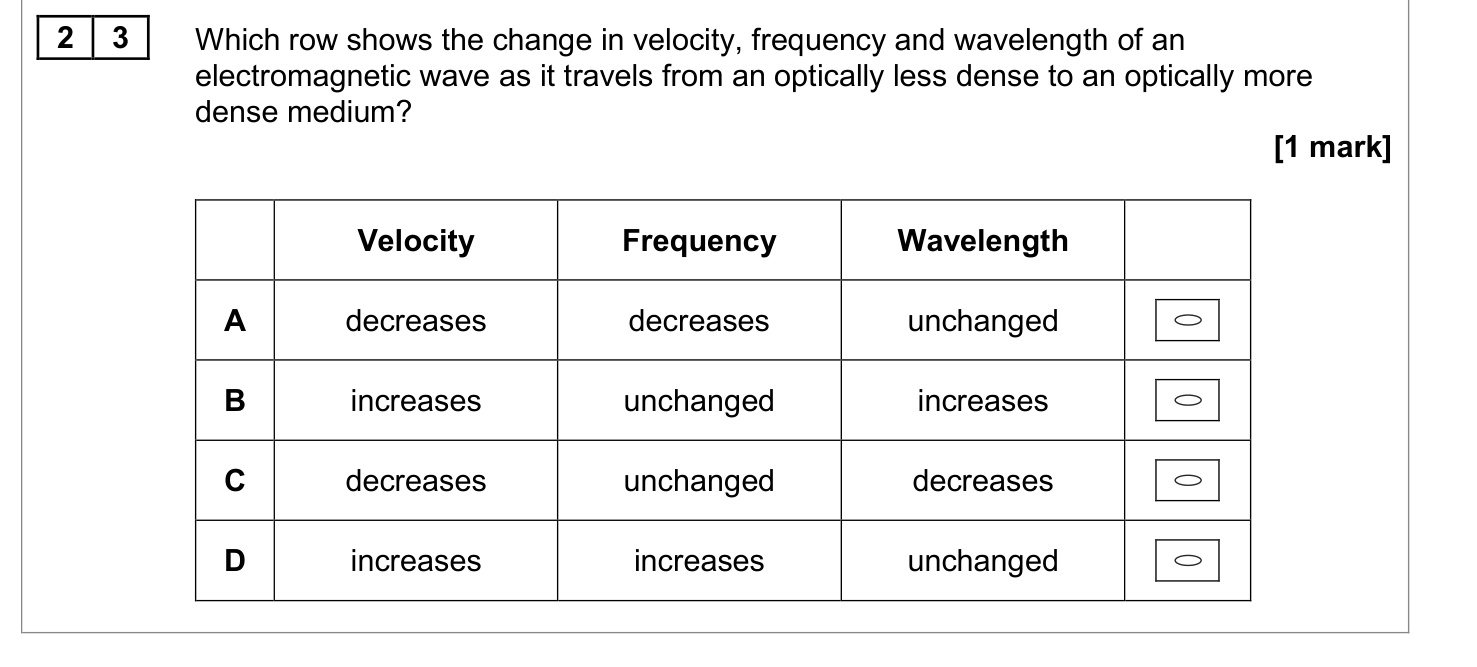 2 3
Which row shows the change in velocity, frequency and wavelength of an
electromagnetic wave as it travels from an optically less dense to an optically more
dense medium?
[1 mark]
Velocity Frequency Wavelength
A decreases decreases unchanged
B increases unchanged increases
C decreases unchanged decreases
D increases increases unchanged